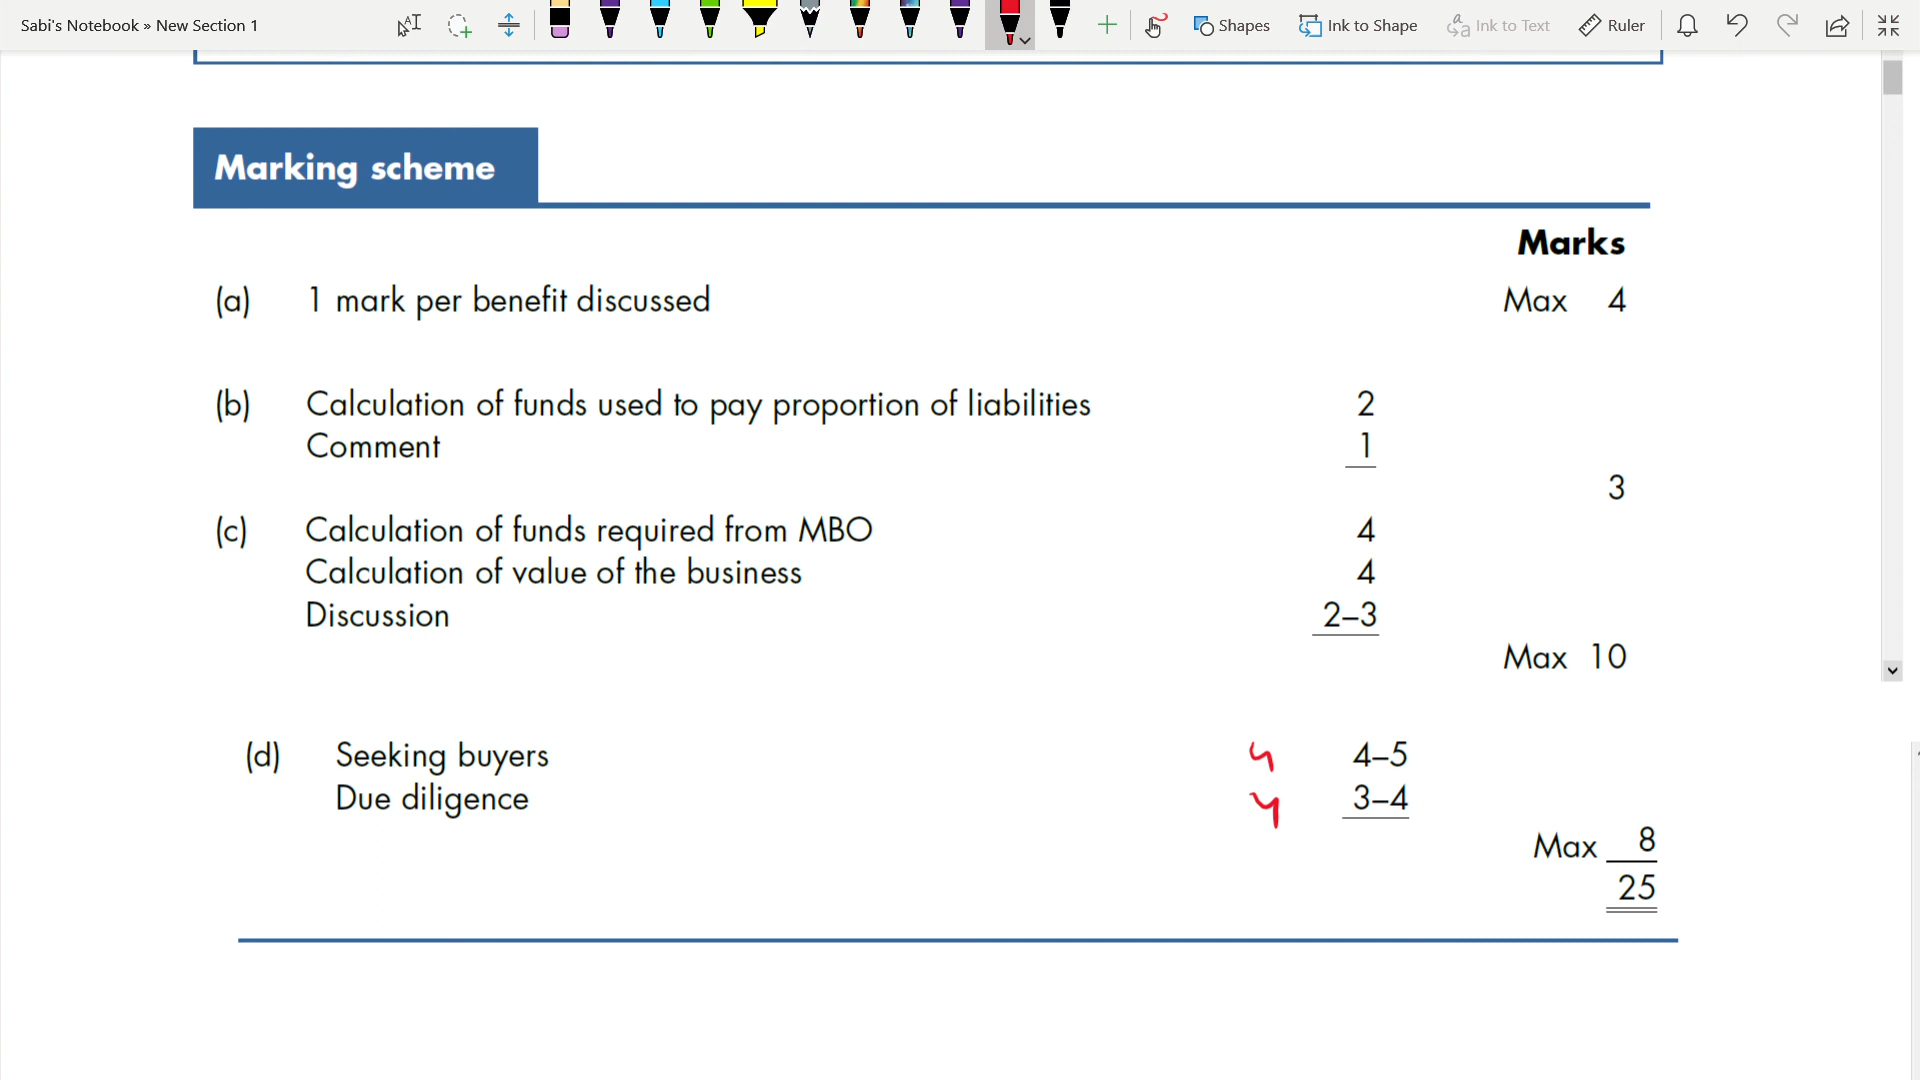 Sabi's Notebook » New Section 1
Shapes
Ink to Shape
Ink to Text
Ruler
Marking scheme
Marks
(a) 1 mark per benefit discussed Max 4
(b) Calculation of funds used to pay proportion of liabilities 2
Comment 1
3
(c) Calculation of funds required from MBO 4
Calculation of value of the business 4
Discussion 2–3
Max 10
(d) Seeking buyers 4 4–5
Due diligence 4 3–4
Max 8
25